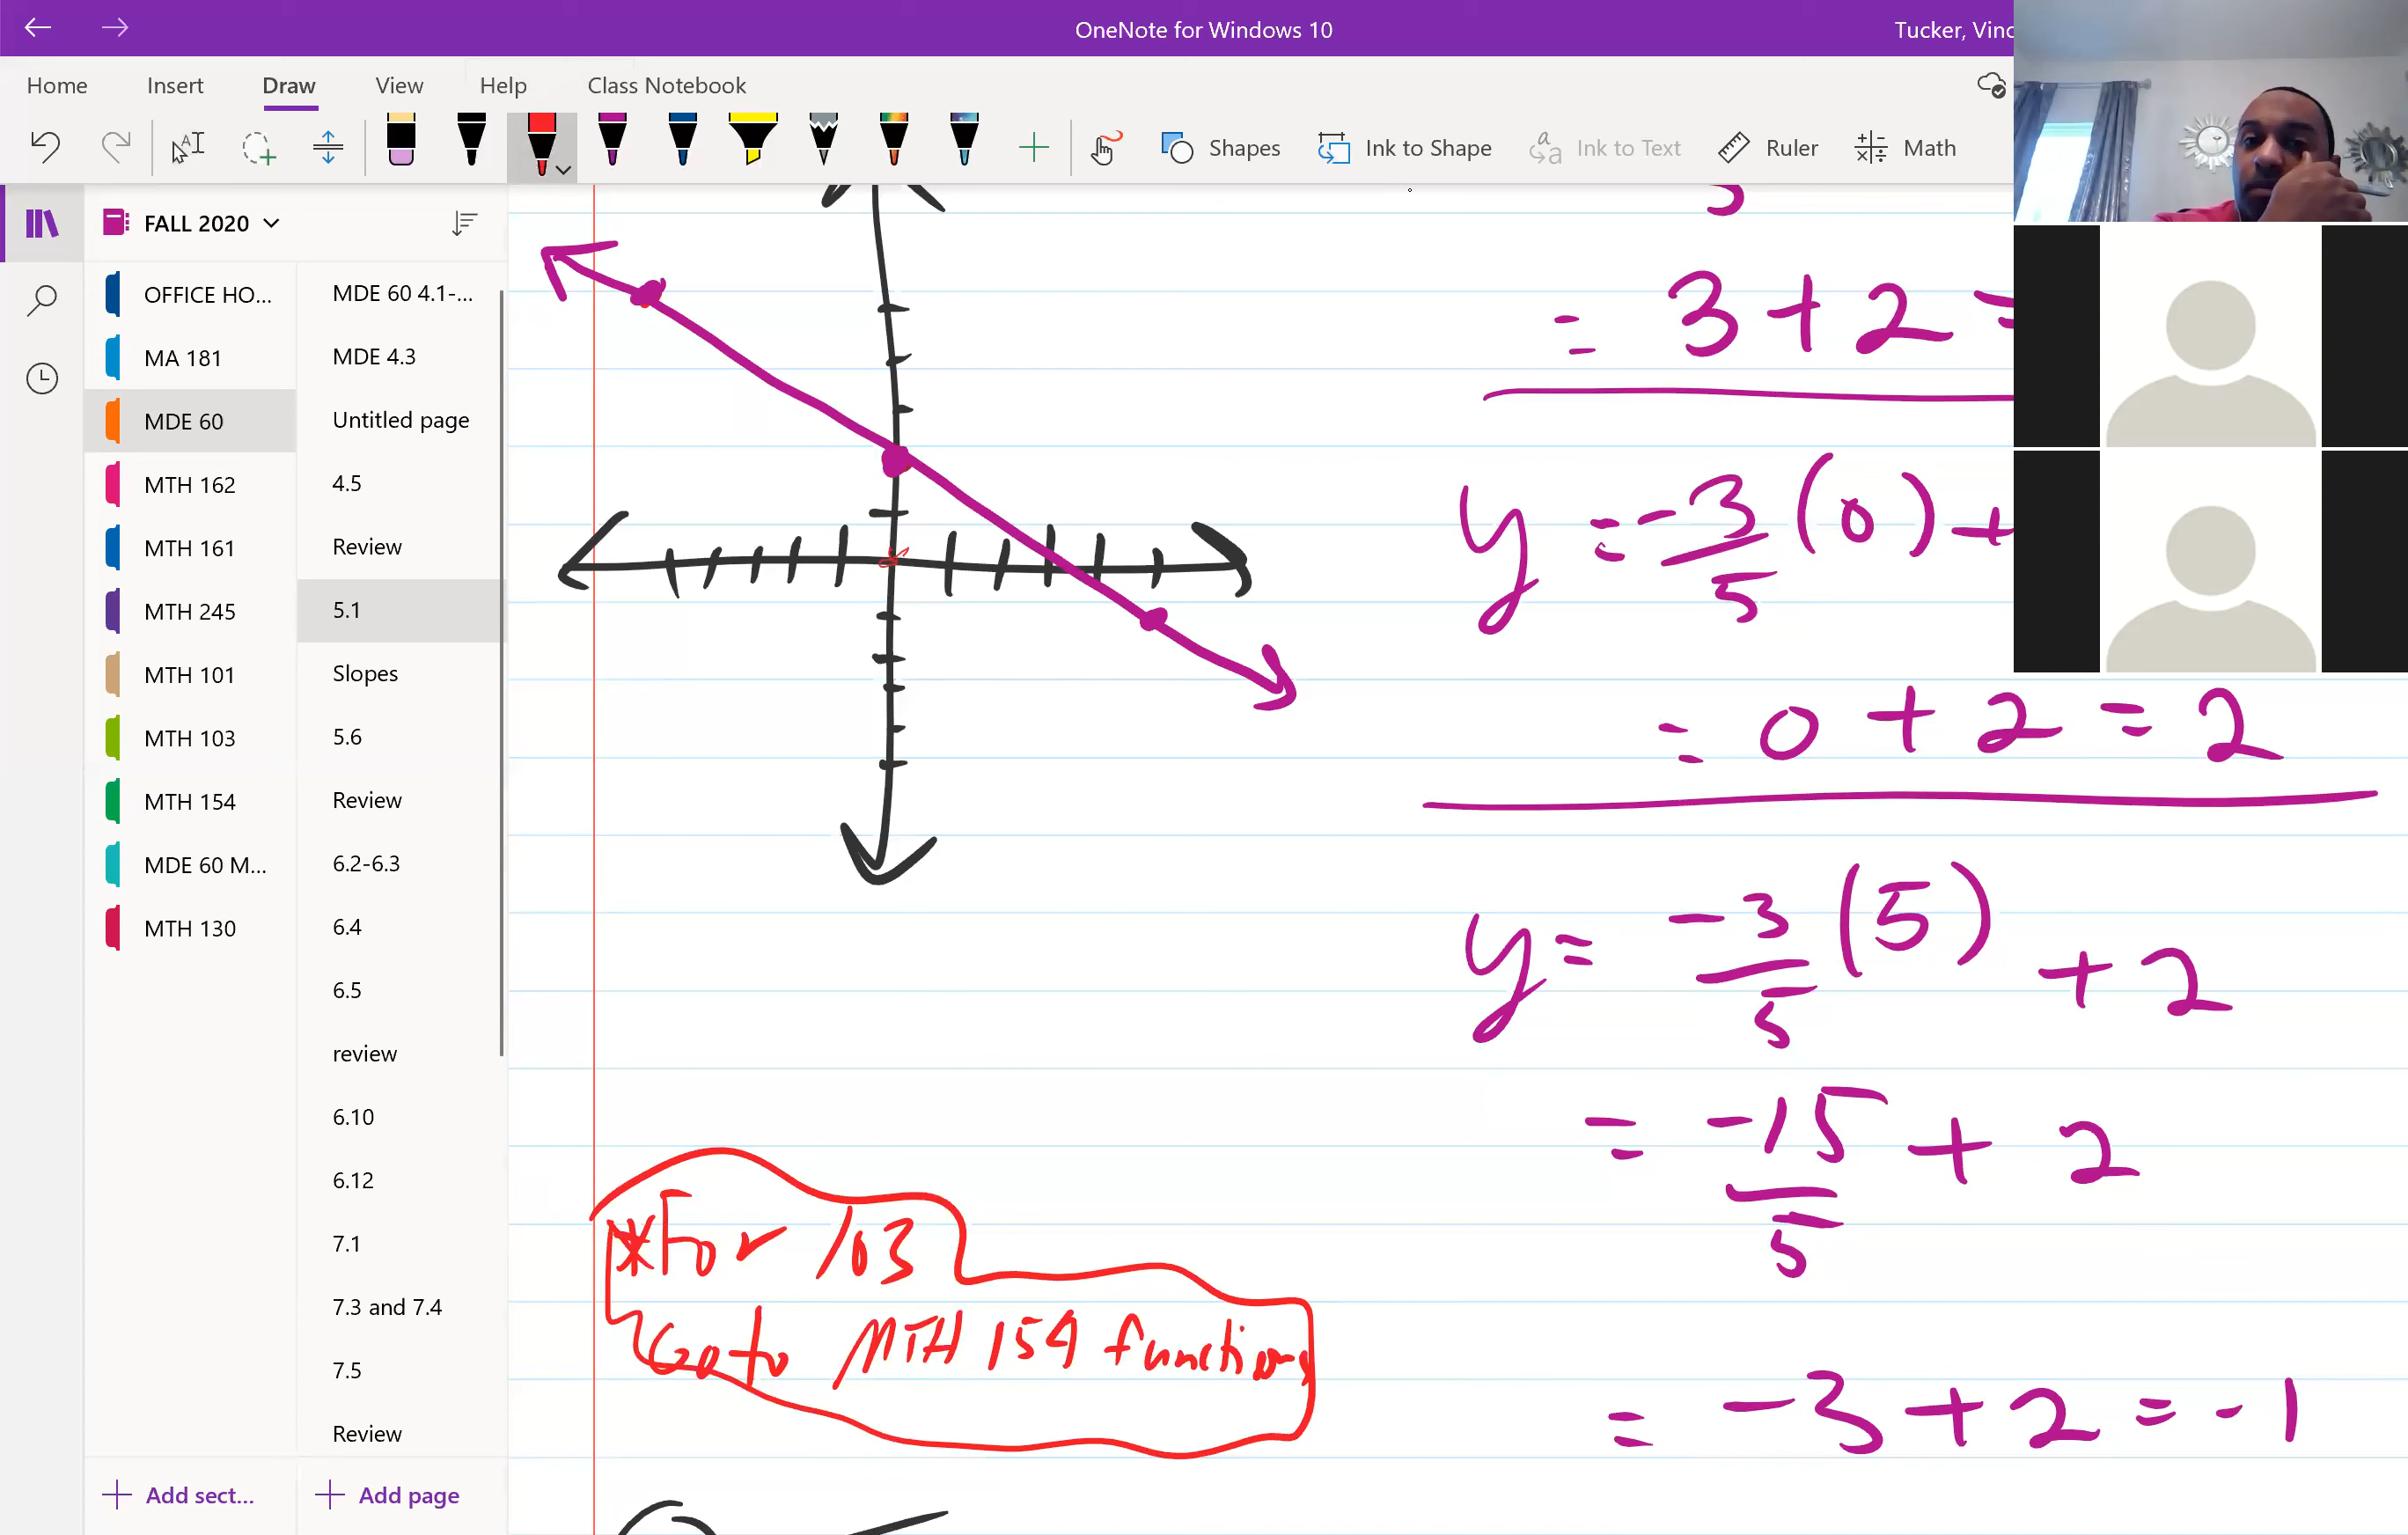 OneNote for Windows 10
Tucker, Vinc
Home Insert Draw View Help Class Notebook
Shapes Ink to Shape Ink to Text Ruler Math
FALL 2020
OFFICE HO...
MA 181
MDE 60
MTH 162
MTH 161
MTH 245
MTH 101
MTH 103
MTH 154
MDE 60 M...
MTH 130
Add sect...
MDE 60 4.1-...
MDE 4.3
Untitled page
4.5
Review
5.1
Slopes
5.6
Review
6.2-6.3
6.4
6.5
review
6.10
6.12
7.1
7.3 and 7.4
7.5
Review
Add page
*For 103
Go to MTH 154 functions
= 3 + 2 =
y = -3/5 (0) +
= 0 + 2 = 2
y = -3/5 (5) + 2
= -15/5 + 2
= -3 + 2 = -1